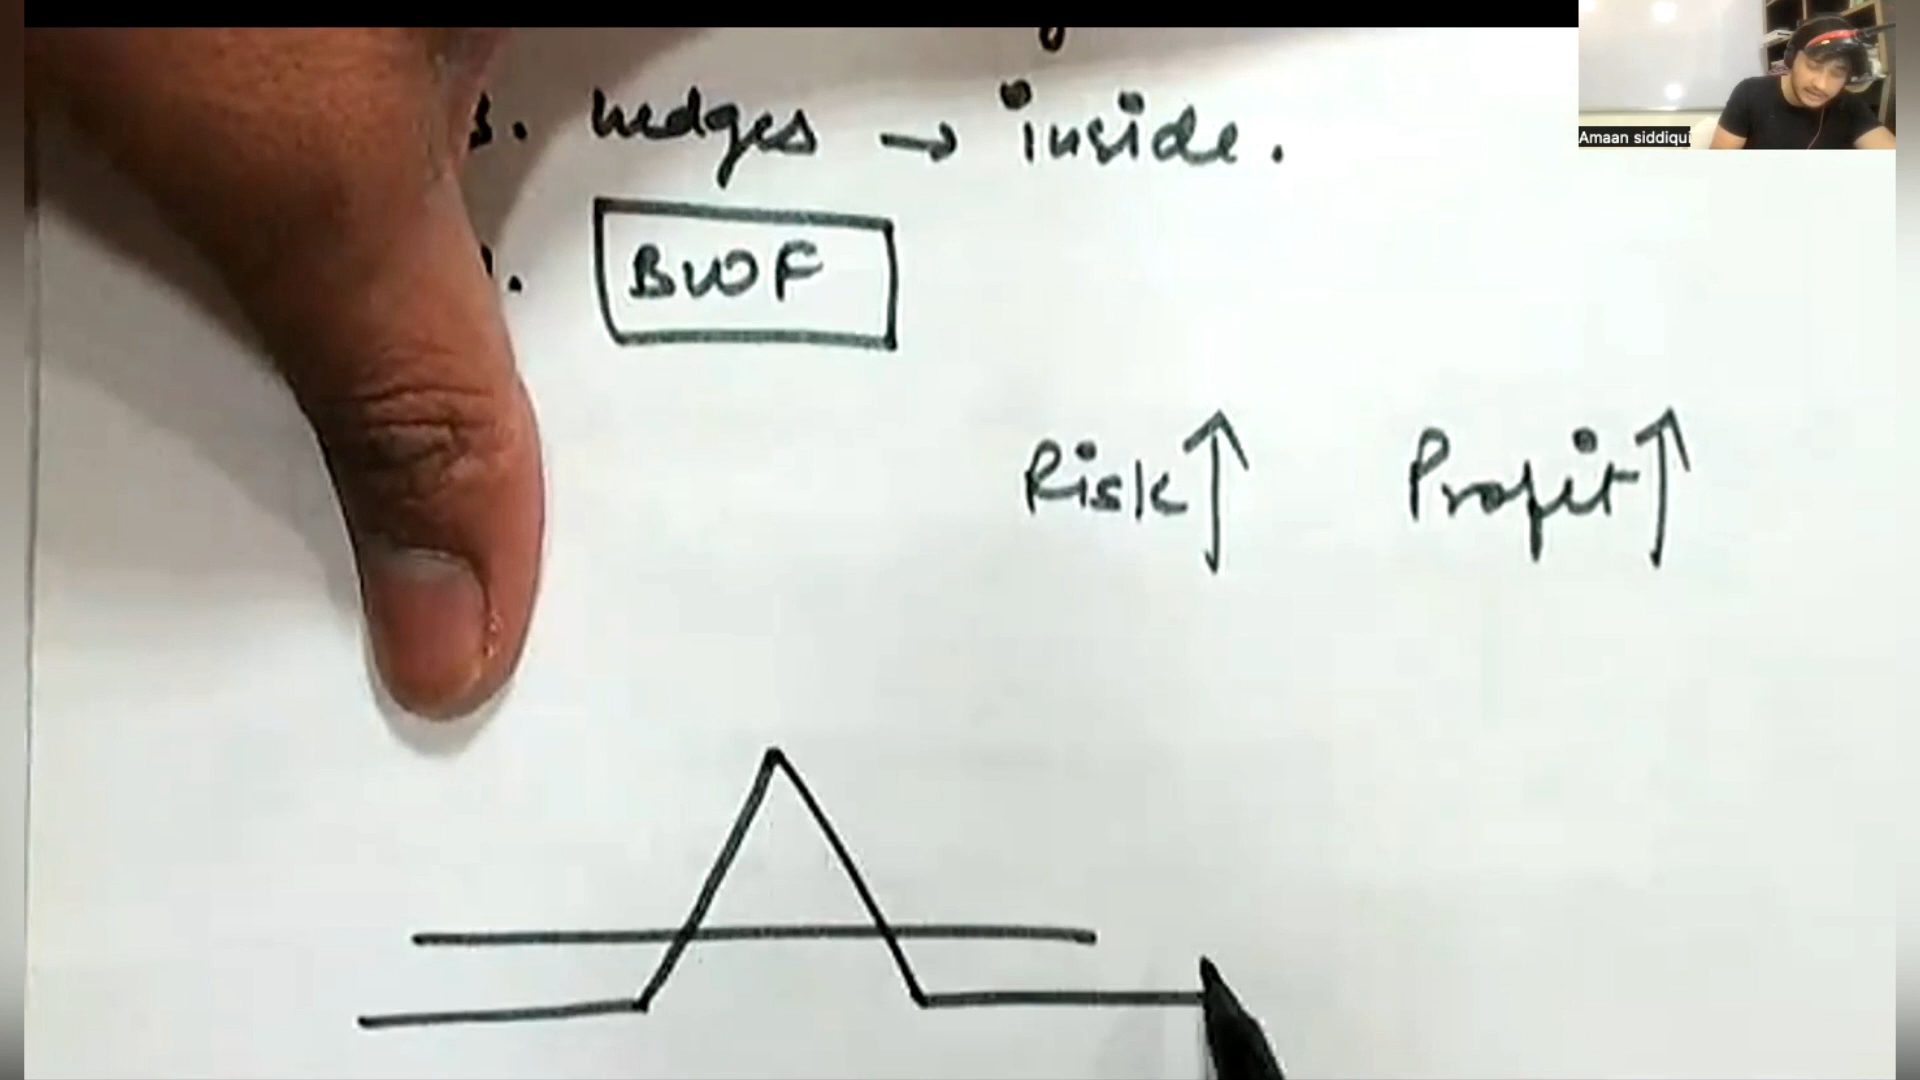 Amaan siddiqui
s. hedges → inside.
BWF
Risk↑ Profit↑